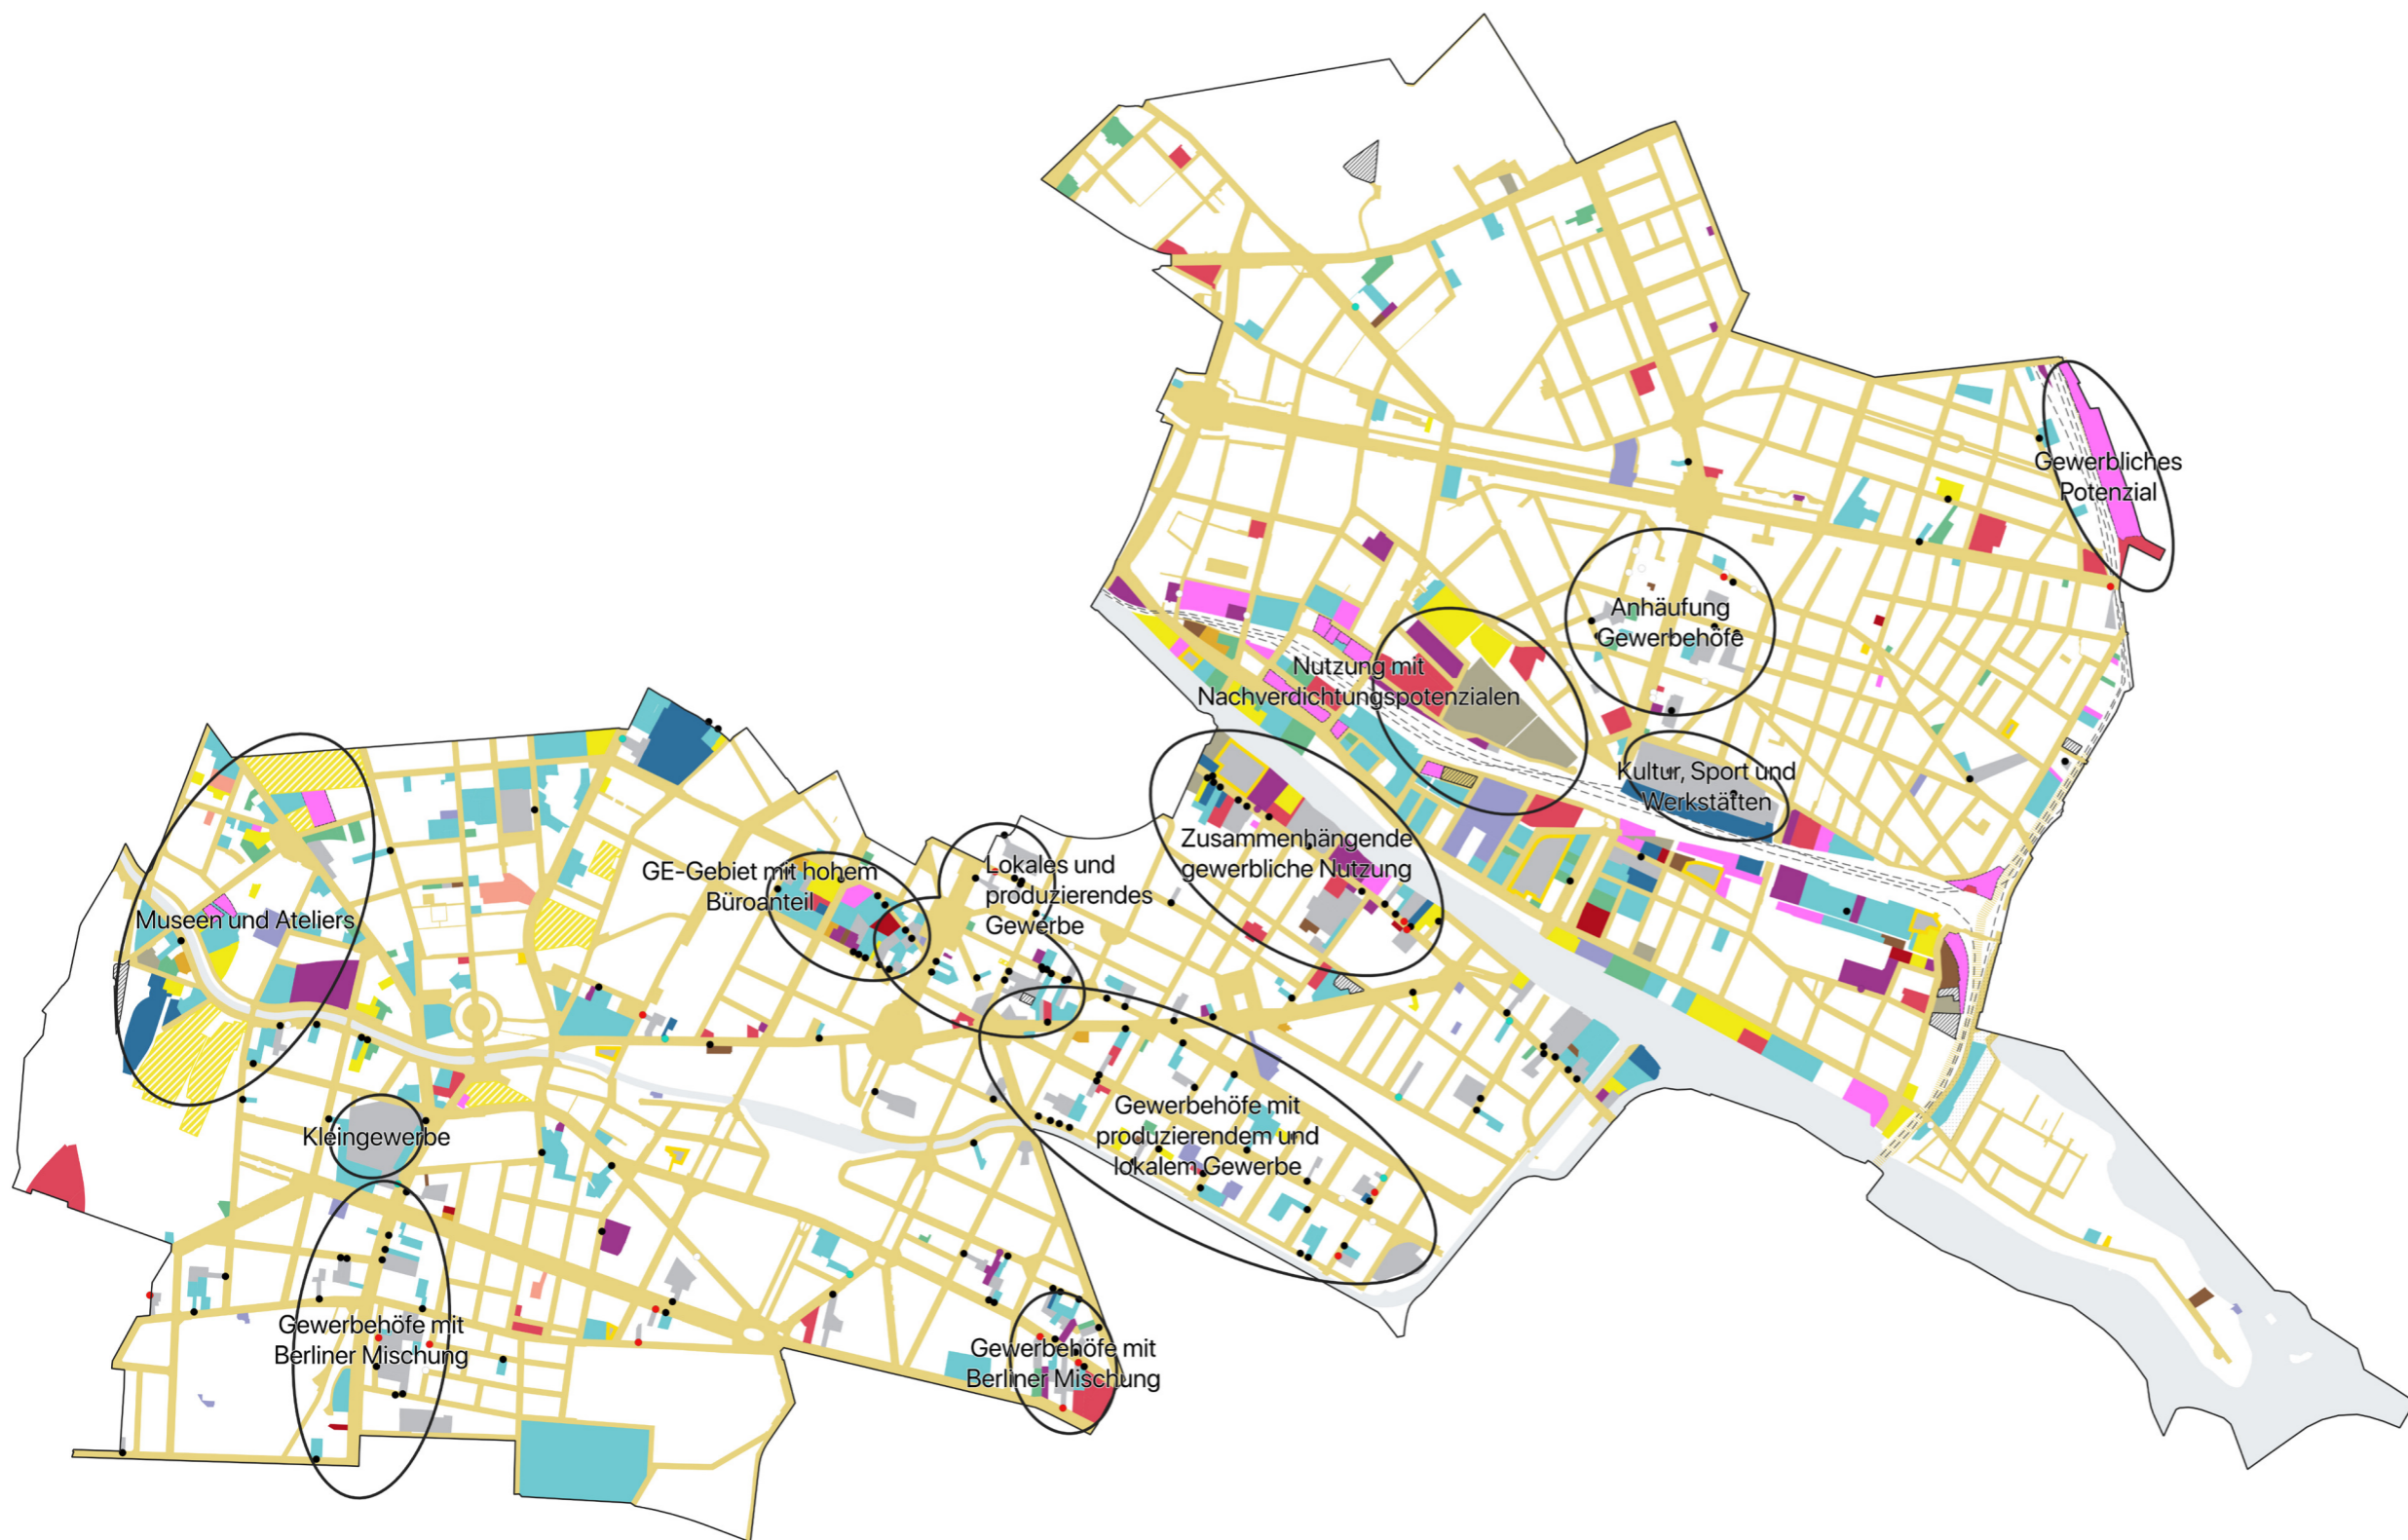 Gewerbliches
Potenzial
Anhäufung
Gewerbehöfe
Nutzung mit
Nachverdichtungspotenzialen
Kultur, Sport und
Werkstätten
Zusammenhängende
gewerbliche Nutzung
GE-Gebiet mit hohem
Büroanteil
Lokales und
produzierendes
Gewerbe
Museen und Ateliers
Gewerbehöfe mit
produzierendem und
lokalem Gewerbe
Kleingewerbe
Gewerbehöfe mit
Berliner Mischung
Gewerbehöfe mit
Berliner Mischung